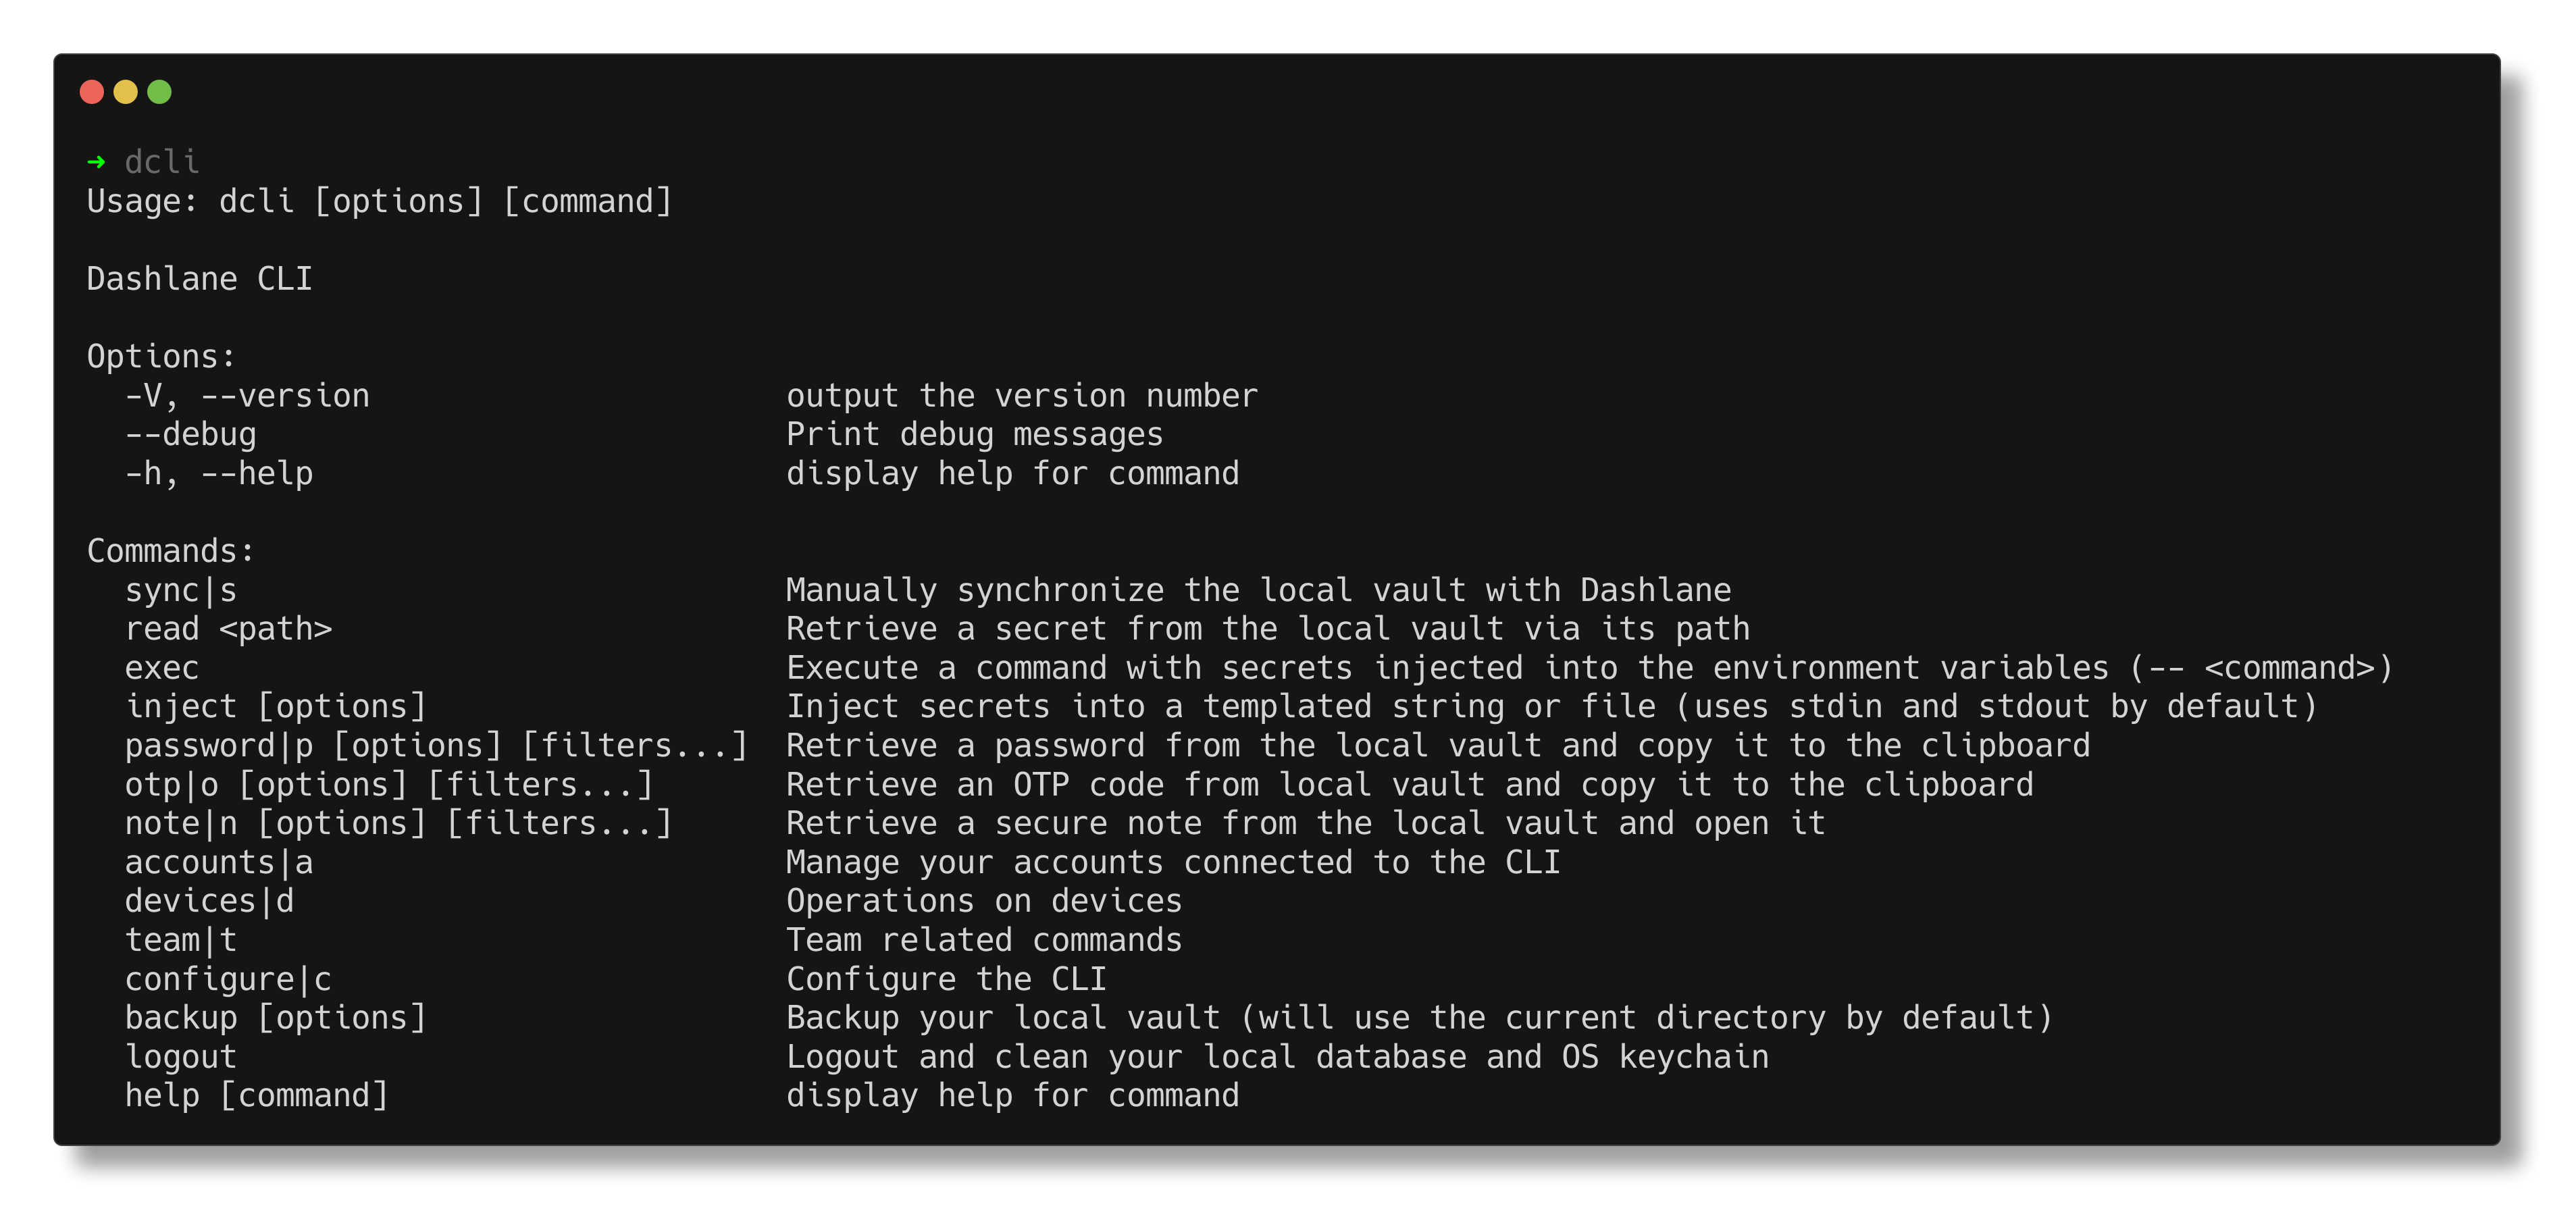 ➜ dcli
Usage: dcli [options] [command]

Dashlane CLI

Options:
  -V, --version                      output the version number
  --debug                            Print debug messages
  -h, --help                         display help for command

Commands:
  sync|s                             Manually synchronize the local vault with Dashlane
  read <path>                        Retrieve a secret from the local vault via its path
  exec                               Execute a command with secrets injected into the environment variables (-- <command>)
  inject [options]                   Inject secrets into a templated string or file (uses stdin and stdout by default)
  password|p [options] [filters...]  Retrieve a password from the local vault and copy it to the clipboard
  otp|o [options] [filters...]       Retrieve an OTP code from local vault and copy it to the clipboard
  note|n [options] [filters...]      Retrieve a secure note from the local vault and open it
  accounts|a                         Manage your accounts connected to the CLI
  devices|d                          Operations on devices
  team|t                             Team related commands
  configure|c                        Configure the CLI
  backup [options]                   Backup your local vault (will use the current directory by default)
  logout                             Logout and clean your local database and OS keychain
  help [command]                     display help for command